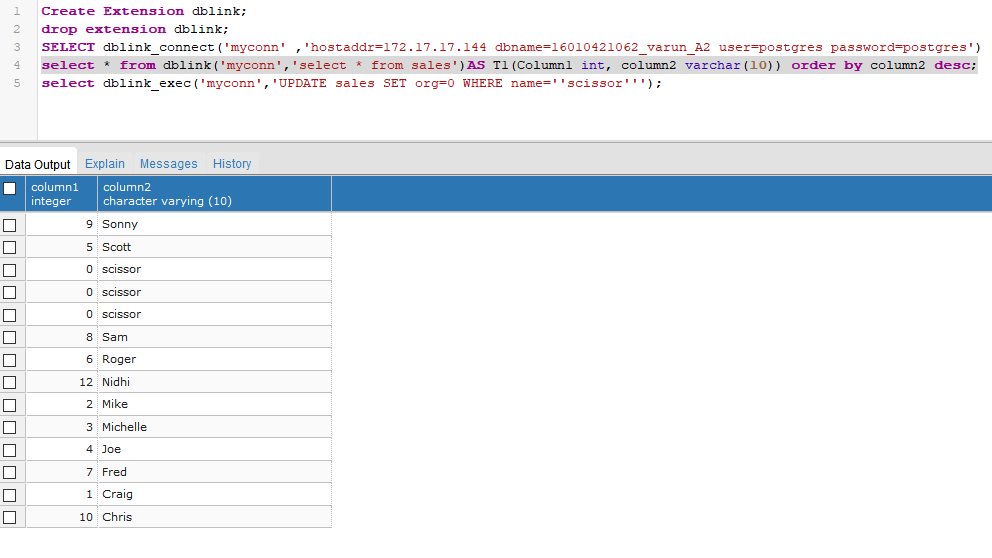 1 Create Extension dblink;
2 drop extension dblink;
3 SELECT dblink_connect('myconn' ,'hostaddr=172.17.17.144 dbname=16010421062_varun_A2 user=postgres password=postgres')
4 select * from dblink('myconn','select * from sales')AS T1(Column1 int, column2 varchar(10)) order by column2 desc;
5 select dblink_exec('myconn','UPDATE sales SET org=0 WHERE name=''scissor''');
Data Output Explain Messages History
column1 column2
integer character varying (10)
9 Sonny
5 Scott
0 scissor
0 scissor
0 scissor
8 Sam
6 Roger
12 Nidhi
2 Mike
3 Michelle
4 Joe
7 Fred
1 Craig
10 Chris